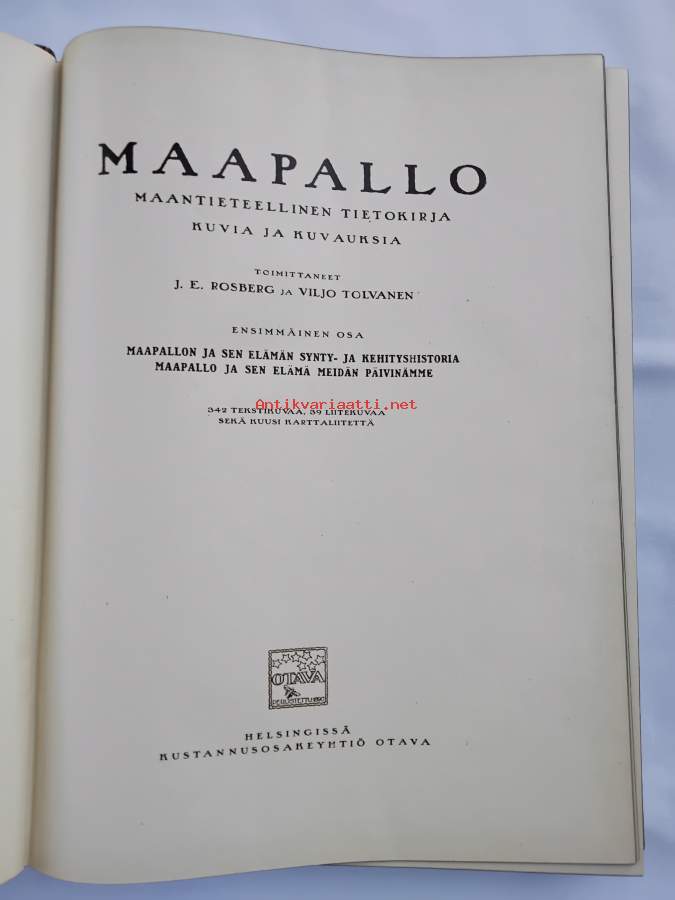 MAAPALLO
MAANTIETEELLINEN TIETOKIRJA
KUVIA JA KUVAUKSIA
TOIMITTANEET
J. E. ROSBERG JA VILJO TOLVANEN
ENSIMMÄINEN OSA
MAAPALLON JA SEN ELÄMÄN SYNTY- JA KEHITYSHISTORIA
MAAPALLO JA SEN ELÄMÄ MEIDÄN PÄIVINÄMME
Antikvariaatti.net
342 TEKSTIKUVAA, 39 LIITEKUVAA
SEKÄ KUUSI KARTTALIITETTÄ
OTAVA
PERUSTETTU 1890
HELSINGISSÄ
KUSTANNUSOSAKEYHTIÖ OTAVA